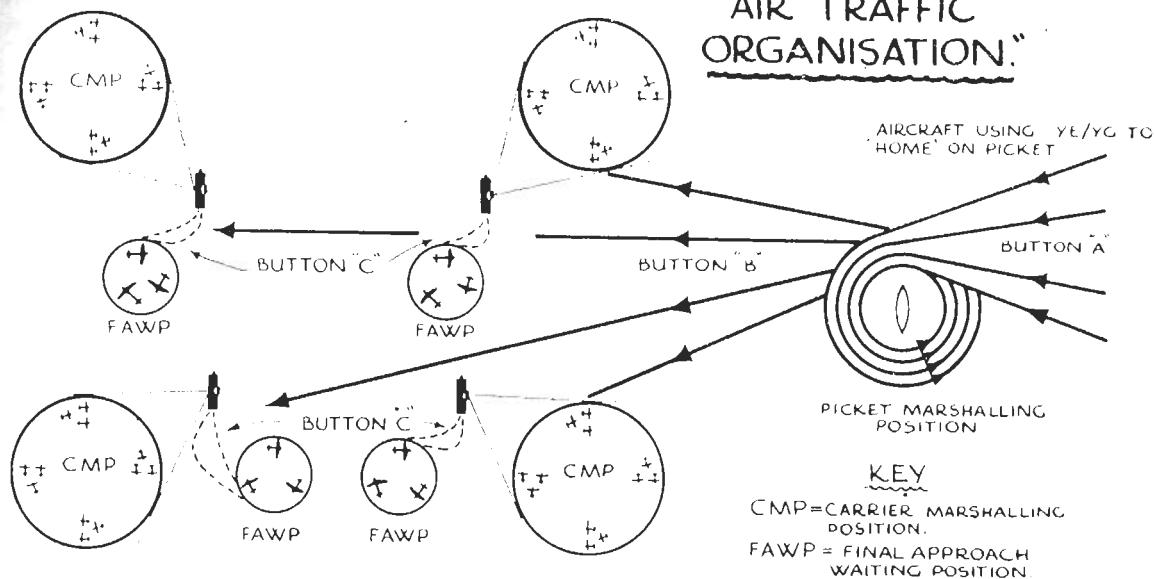 AIR TRAFFIC
ORGANISATION."
CMP
CMP
AIRCRAFT USING YE/YG TO
'HOME' ON PICKET
BUTTON "A"
BUTTON "B"
BUTTON "C"
FAWP
FAWP
BUTTON "C"
PICKET MARSHALLING
POSITION
CMP
CMP
FAWP
FAWP
KEY
CMP=CARRIER MARSHALLING
POSITION.
FAWP = FINAL APPROACH
WAITING POSITION.